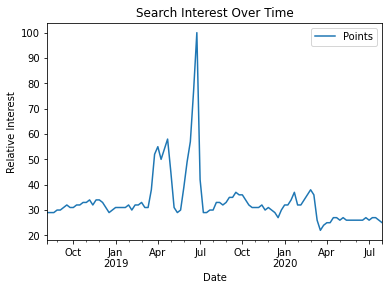 Search Interest Over Time
Points
Relative Interest
100
90
80
70
60
50
40
30
20
Oct
Jan
2019
Apr
Jul
Oct
Jan
2020
Apr
Jul
Date